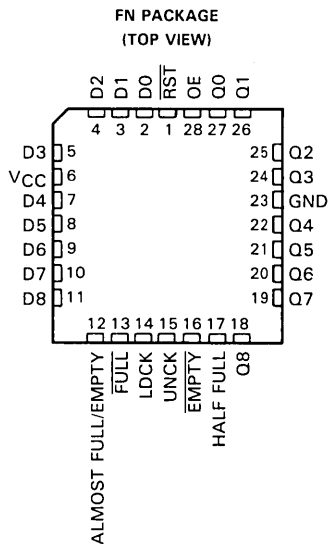 FN PACKAGE
(TOP VIEW)
D2 D1 D0 R̅S̅T̅ OE Q0 Q1
4 3 2 1 28 27 26
D3 5
VCC 6
D4 7
D5 8
D6 9
D7 10
D8 11
25 Q2
24 Q3
23 GND
22 Q4
21 Q5
20 Q6
19 Q7
12 13 14 15 16 17 18
ALMOST FULL/EMPTY
F̅U̅L̅L̅
LDCK
UNCK
E̅M̅P̅T̅Y̅
HALF FULL
Q8